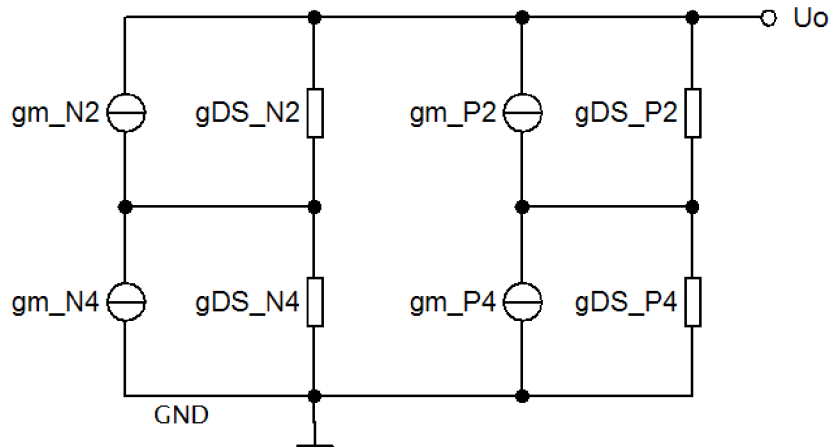 Uo
gm_N2 gDS_N2 gm_P2 gDS_P2
gm_N4 gDS_N4 gm_P4 gDS_P4
GND